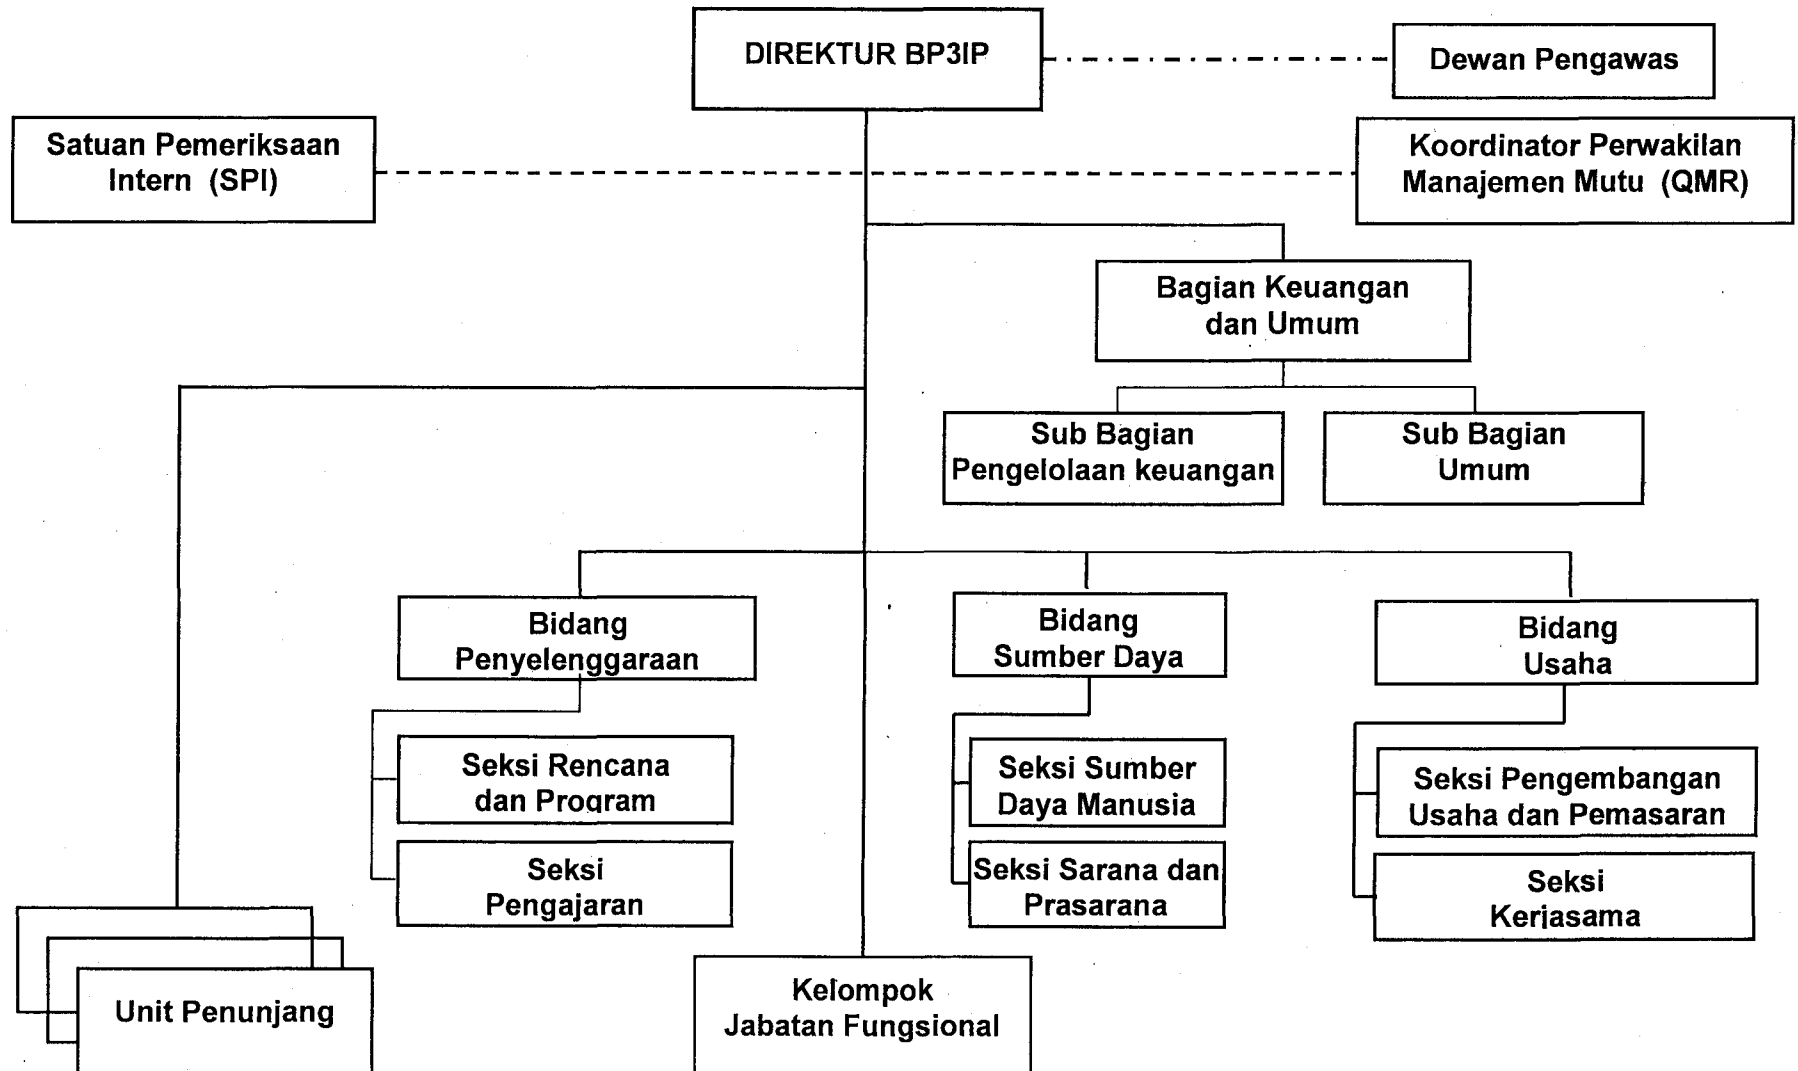 DIREKTUR BP3IP
Dewan Pengawas
Satuan Pemeriksaan
Intern (SPI)
Koordinator Perwakilan
Manajemen Mutu (QMR)
Bagian Keuangan
dan Umum
Sub Bagian
Pengelolaan keuangan
Sub Bagian
Umum
Bidang
Penyelenggaraan
Bidang
Sumber Daya
Bidang
Usaha
Seksi Rencana
dan Program
Seksi Sumber
Daya Manusia
Seksi Pengembangan
Usaha dan Pemasaran
Seksi
Pengajaran
Seksi Sarana dan
Prasarana
Seksi
Kerjasama
Unit Penunjang
Kelompok
Jabatan Fungsional